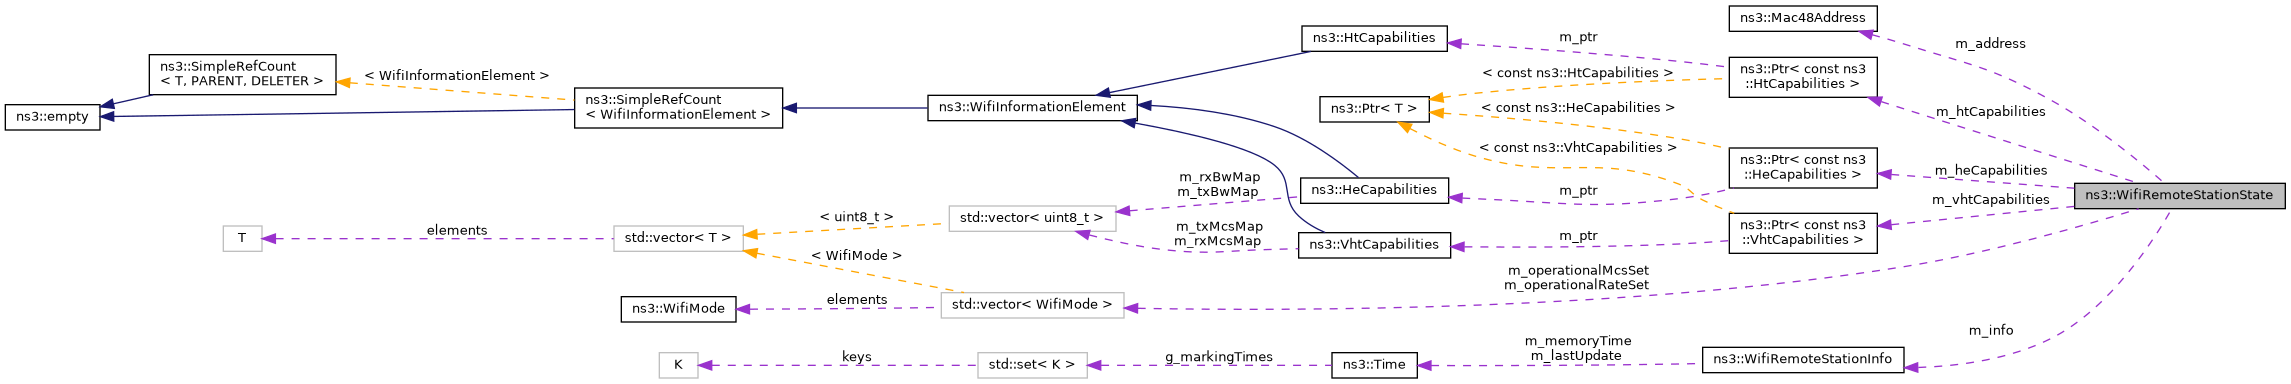 ns3::Mac48Address
ns3::HtCapabilities
m_ptr
m_address
ns3::SimpleRefCount
< T, PARENT, DELETER >
< WifiInformationElement >
< const ns3::HtCapabilities >
ns3::Ptr< const ns3
::HtCapabilities >
ns3::empty
ns3::SimpleRefCount
< WifiInformationElement >
ns3::WifiInformationElement
ns3::Ptr< T >
< const ns3::HeCapabilities >
m_htCapabilities
< const ns3::VhtCapabilities >
ns3::Ptr< const ns3
::HeCapabilities >
m_heCapabilities
m_rxBwMap
m_txBwMap
ns3::HeCapabilities
m_ptr
ns3::WifiRemoteStationState
m_vhtCapabilities
< uint8_t >
std::vector< uint8_t >
T
elements
std::vector< T >
m_txMcsMap
m_rxMcsMap
ns3::VhtCapabilities
m_ptr
ns3::Ptr< const ns3
::VhtCapabilities >
< WifiMode >
m_operationalMcsSet
m_operationalRateSet
ns3::WifiMode
elements
std::vector< WifiMode >
m_info
K
keys
std::set< K >
g_markingTimes
ns3::Time
m_memoryTime
m_lastUpdate
ns3::WifiRemoteStationInfo